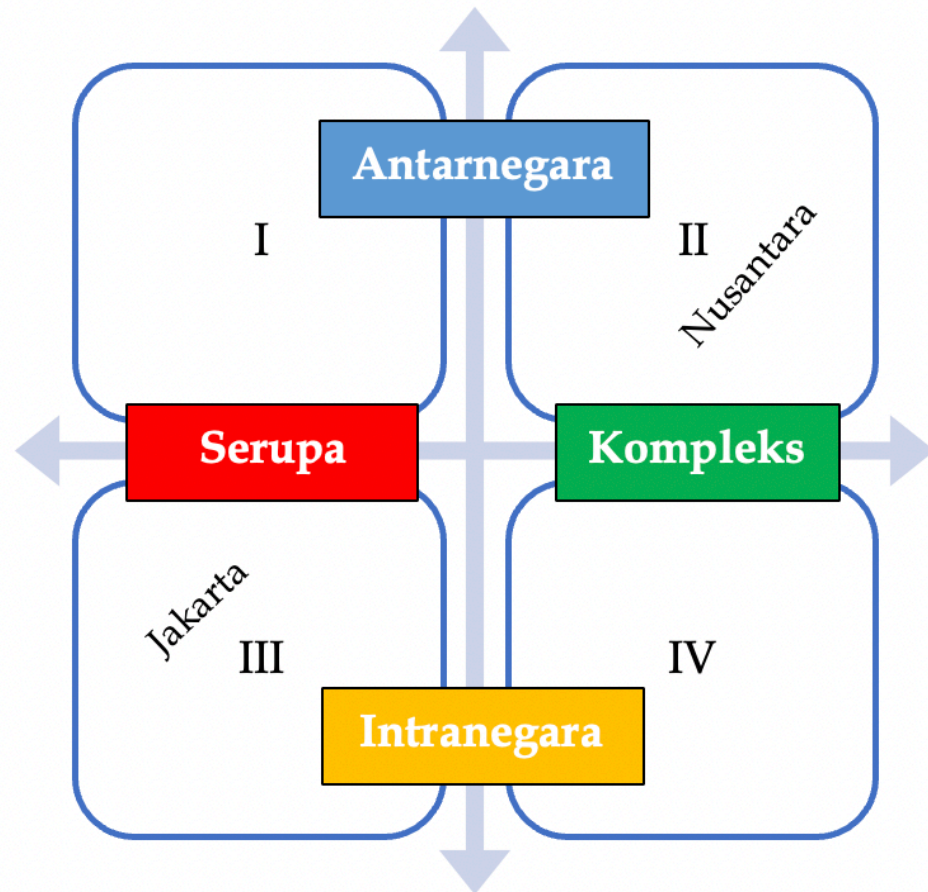 Antarnegara
I
II
Nusantara
Serupa
Kompleks
Jakarta
III
IV
Intranegara